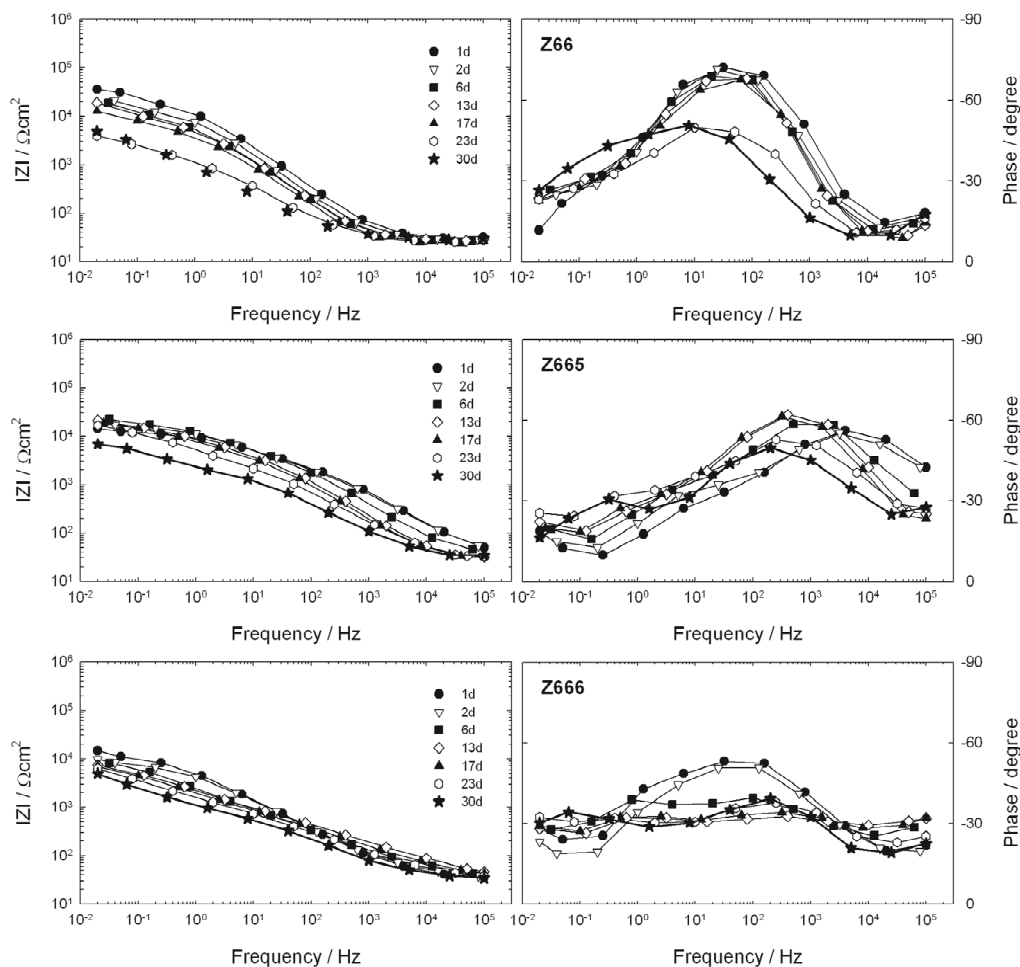 10^6
10^5
10^4
10^3
10^2
10^1
IZI / Ωcm^2
1d
2d
6d
13d
17d
23d
30d
10^-2 10^-1 10^0 10^1 10^2 10^3 10^4 10^5
Frequency / Hz
Z66
-90
-60
-30
0
Phase / degree
10^-2 10^-1 10^0 10^1 10^2 10^3 10^4 10^5
Frequency / Hz
10^6
10^5
10^4
10^3
10^2
10^1
IZI / Ωcm^2
1d
2d
6d
13d
17d
23d
30d
10^-2 10^-1 10^0 10^1 10^2 10^3 10^4 10^5
Frequency / Hz
Z665
-90
-60
-30
0
Phase / degree
10^-2 10^-1 10^0 10^1 10^2 10^3 10^4 10^5
Frequency / Hz
10^6
10^5
10^4
10^3
10^2
10^1
IZI / Ωcm^2
1d
2d
6d
13d
17d
23d
30d
10^-2 10^-1 10^0 10^1 10^2 10^3 10^4 10^5
Frequency / Hz
Z666
-90
-60
-30
0
Phase / degree
10^-2 10^-1 10^0 10^1 10^2 10^3 10^4 10^5
Frequency / Hz